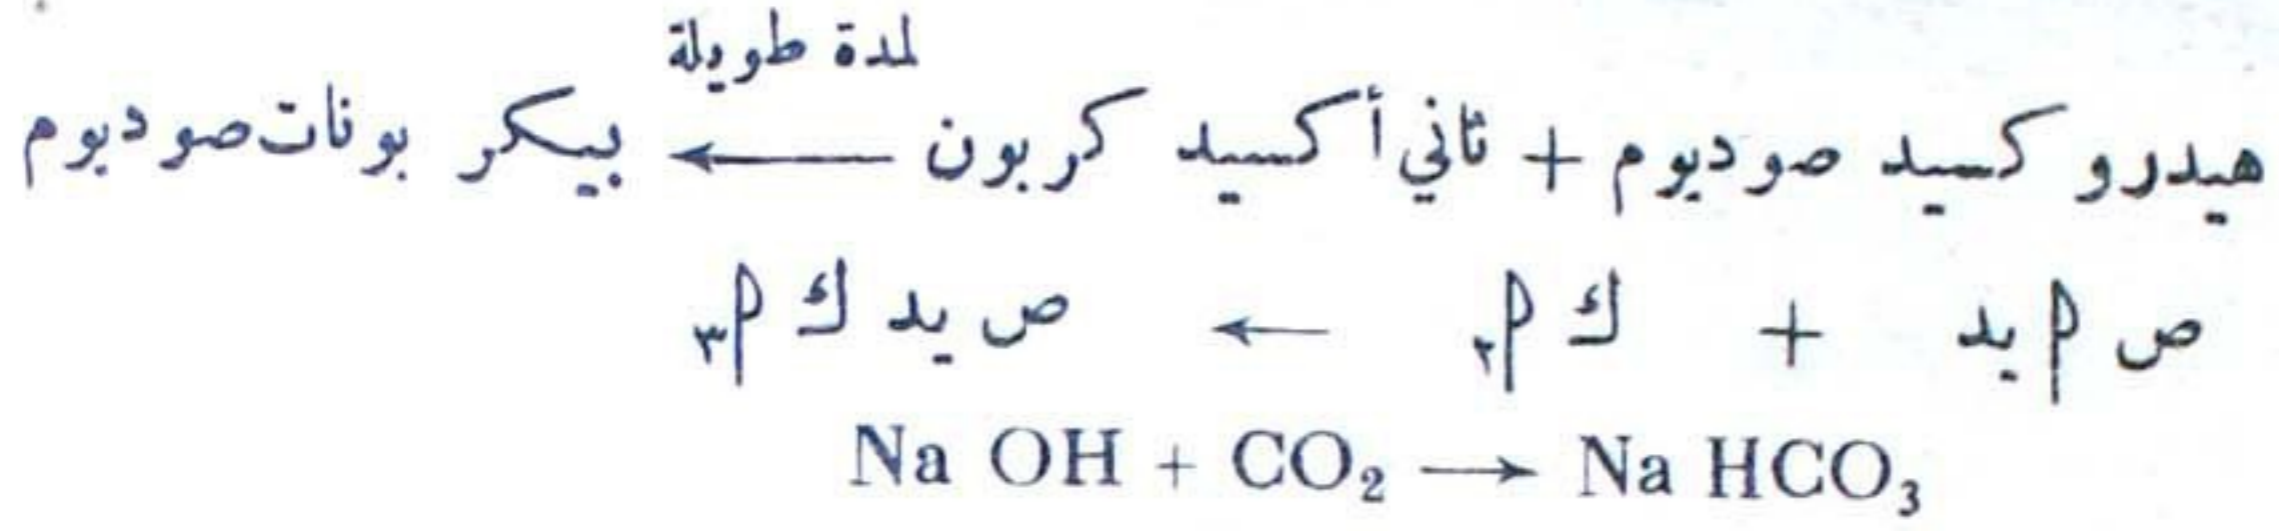 لمدة طويلة
هيدروكسيد صوديوم + ثاني أكسيد كربون ← بيكربونات صوديوم
ص أ يد + ك أ٢ ← ص يد ك أ٣
Na OH + CO₂ → Na HCO₃